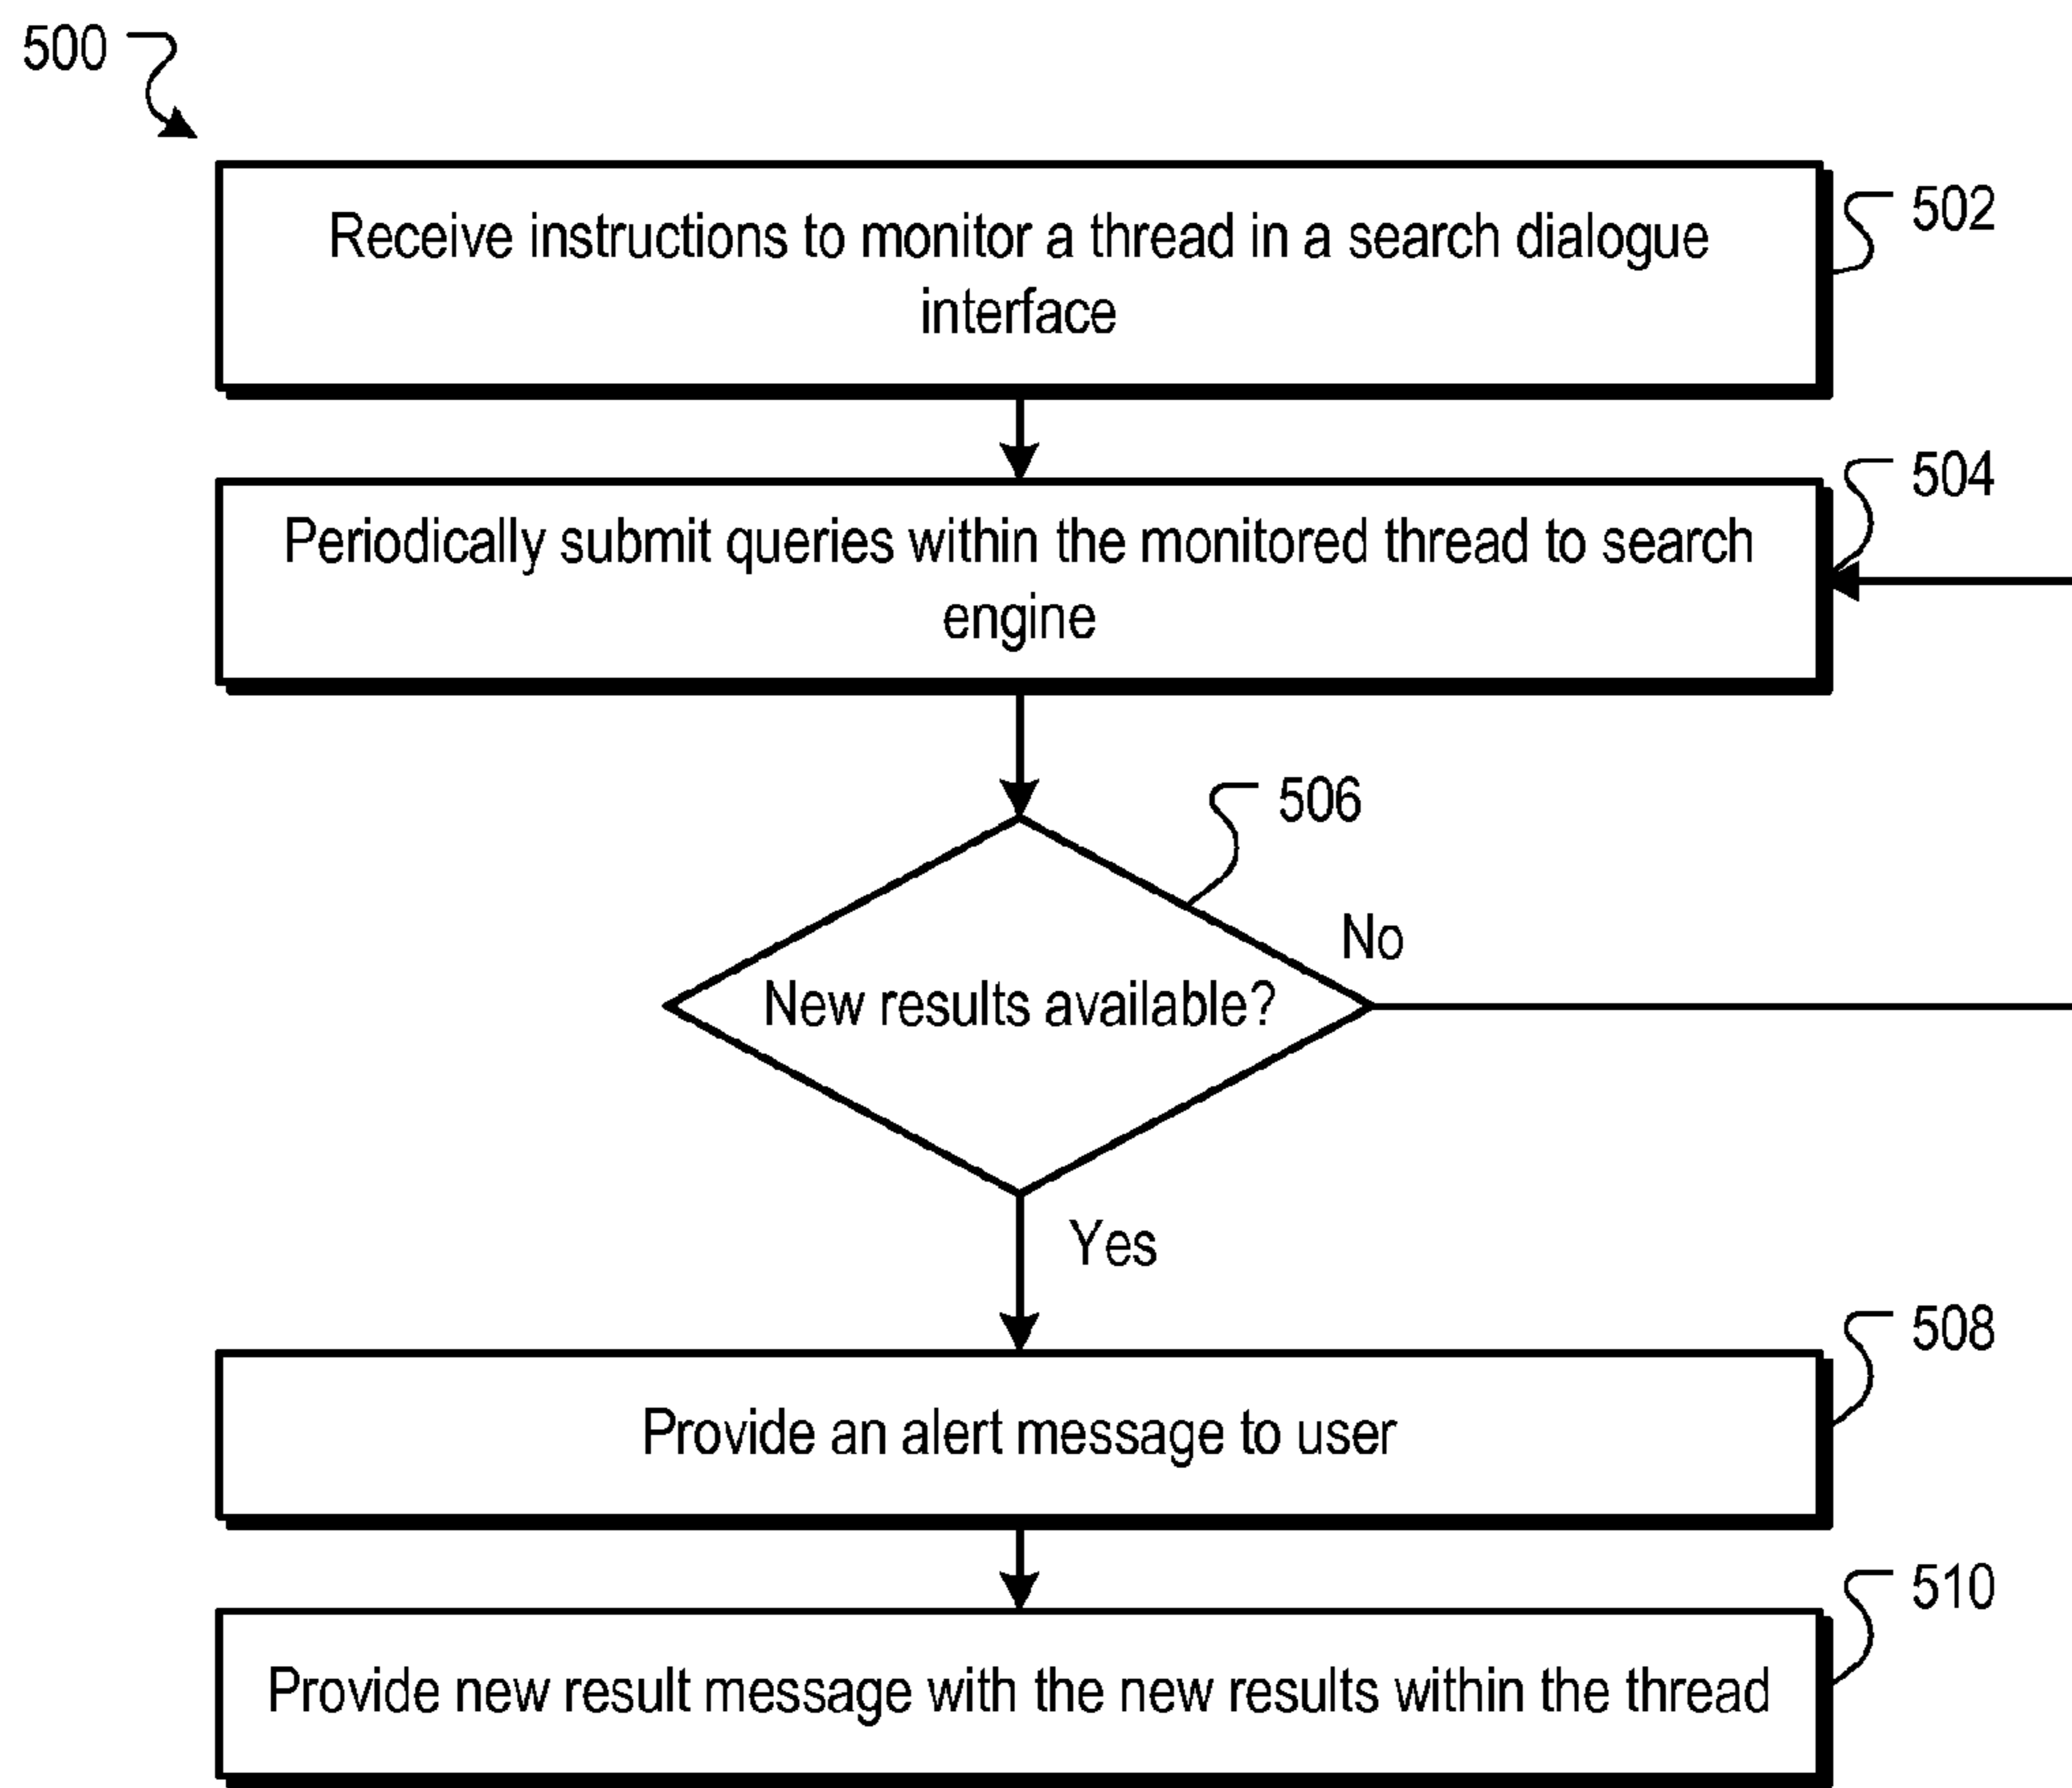 500
Receive instructions to monitor a thread in a search dialogue
interface
502
Periodically submit queries within the monitored thread to search
engine
504
506
No
New results available?
Yes
508
Provide an alert message to user
510
Provide new result message with the new results within the thread